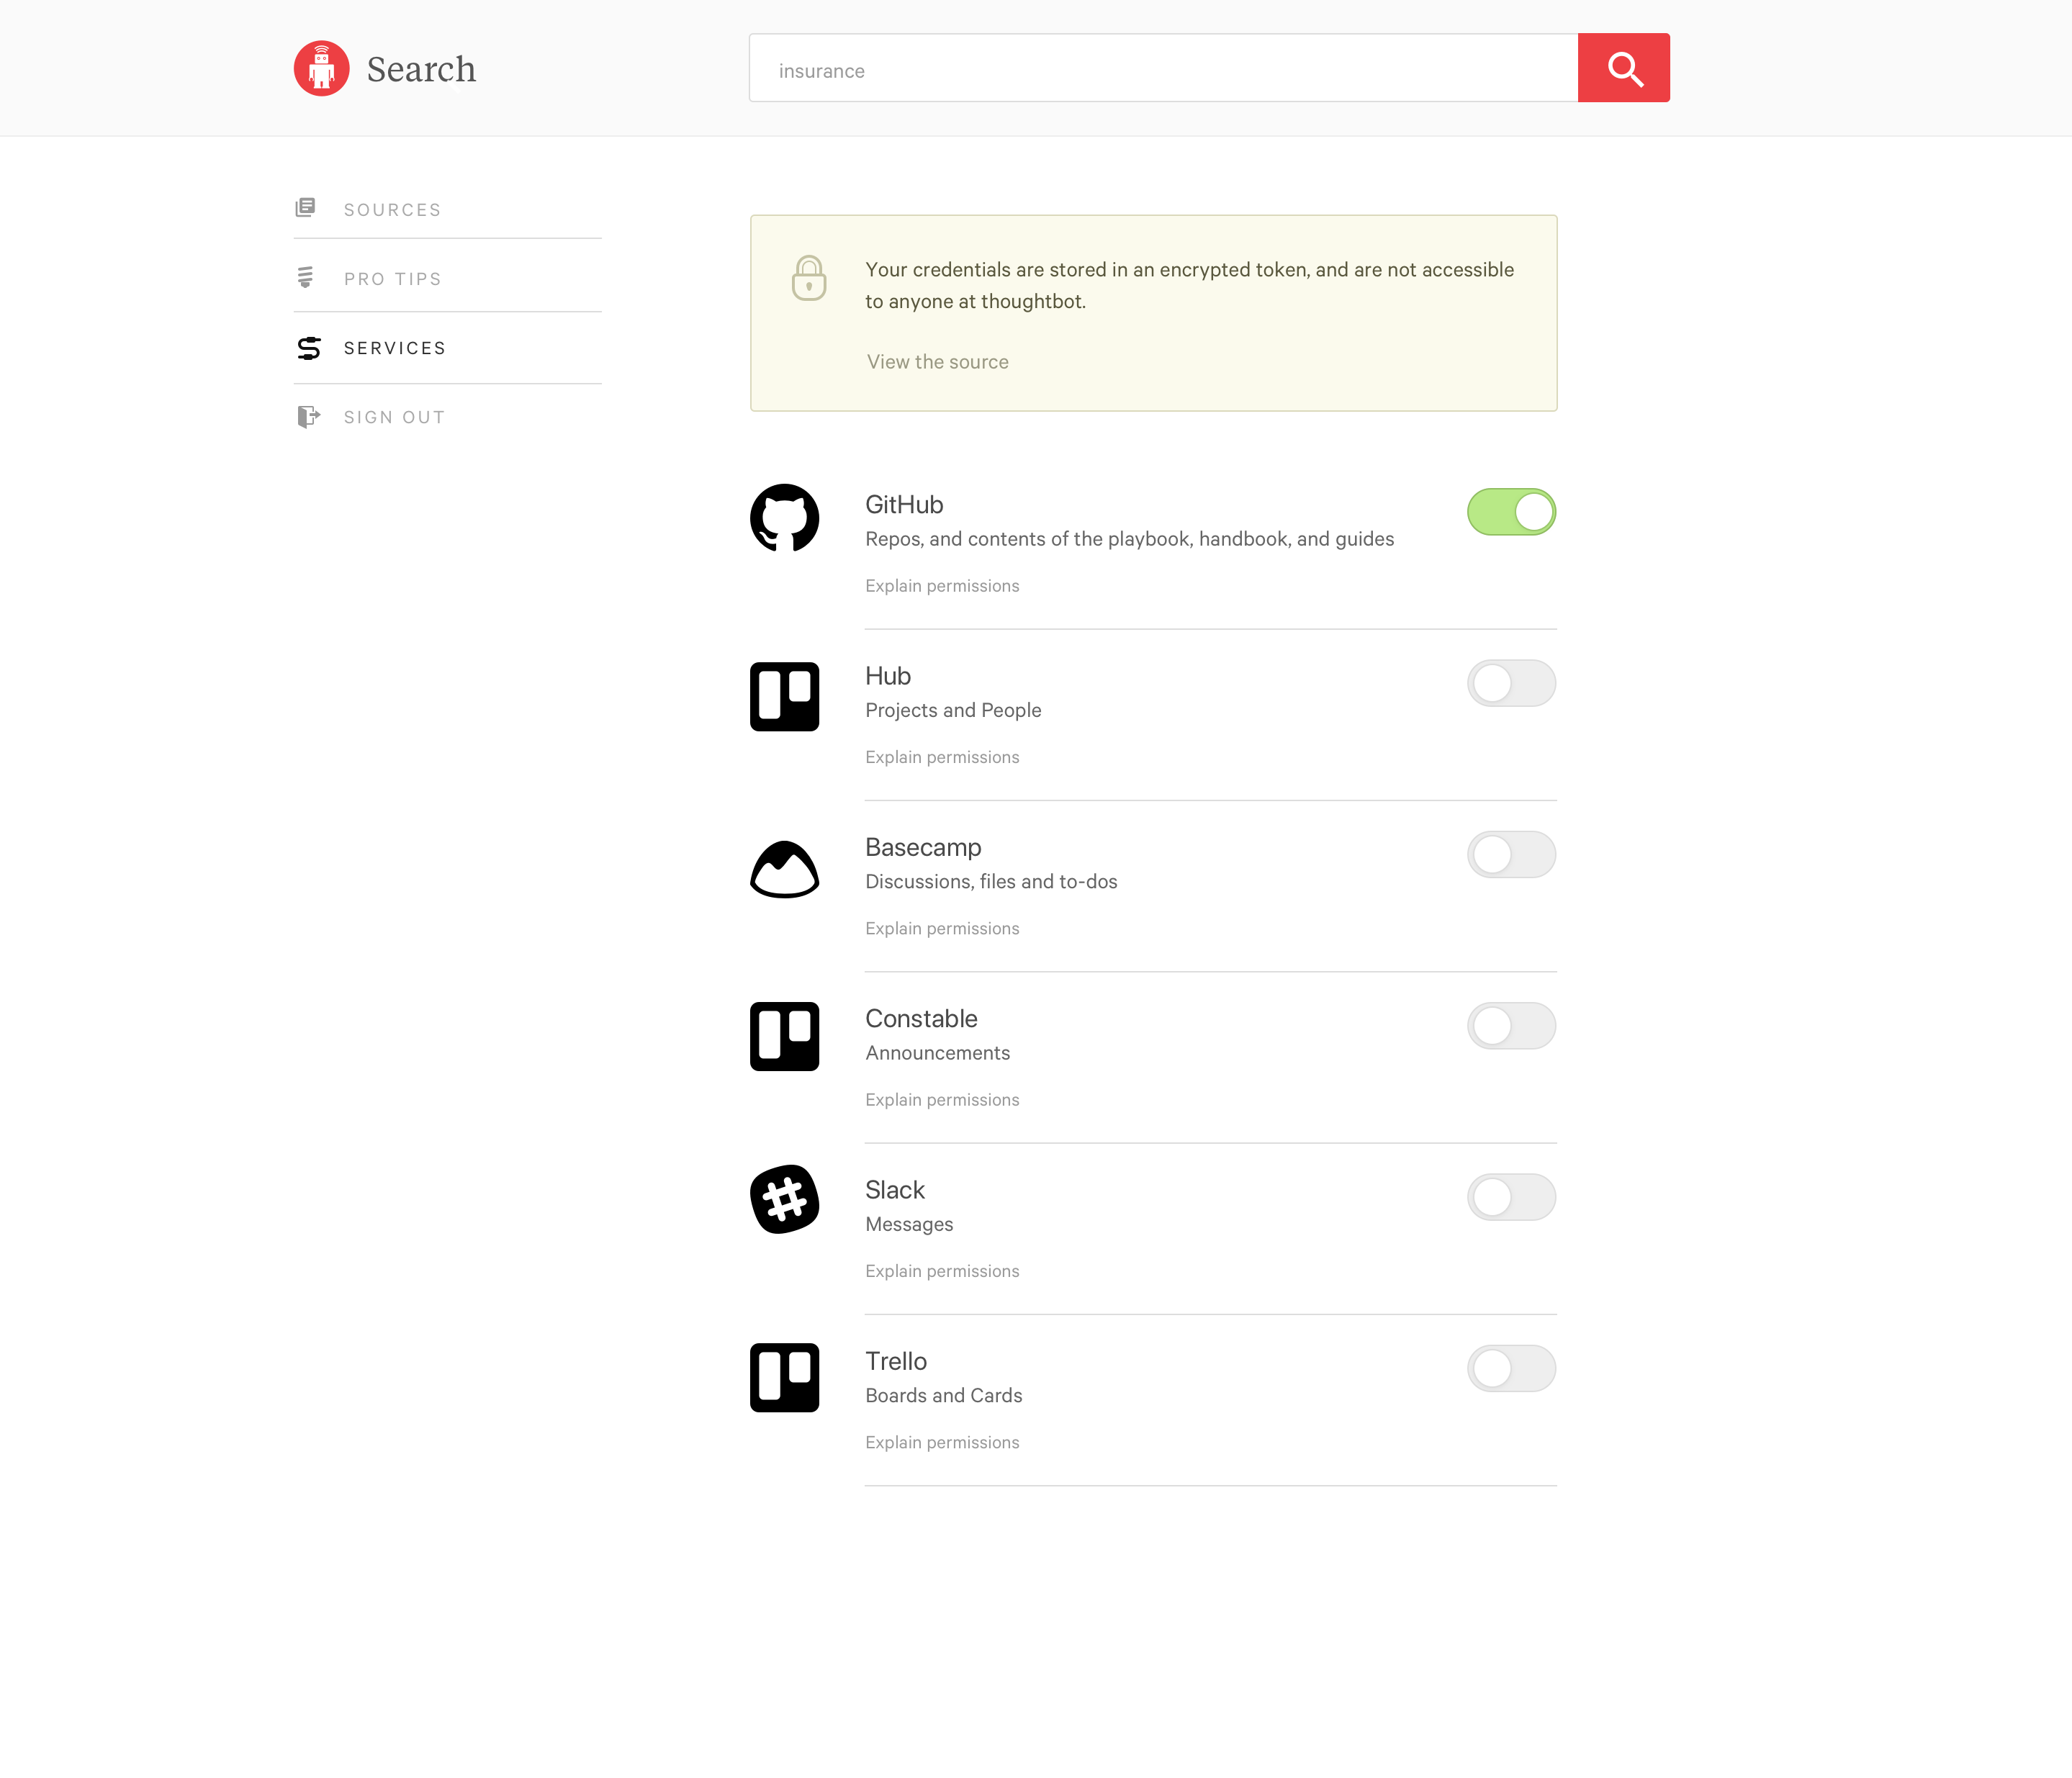 Search
insurance
SOURCES
PRO TIPS
SERVICES
SIGN OUT
Your credentials are stored in an encrypted token, and are not accessible
to anyone at thoughtbot.
View the source
GitHub
Repos, and contents of the playbook, handbook, and guides
Explain permissions
Hub
Projects and People
Explain permissions
Basecamp
Discussions, files and to-dos
Explain permissions
Constable
Announcements
Explain permissions
Slack
Messages
Explain permissions
Trello
Boards and Cards
Explain permissions